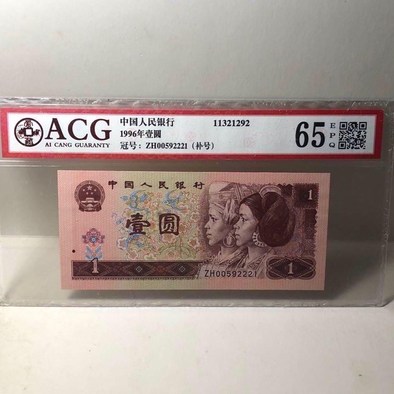 ACG
AI CANG GUARANTY
中国人民银行 11321292
1996年壹圆
冠号：ZH00592221（补号）
65 EPQ
中国人民银行
1
壹圆
ZH00592221
1
1